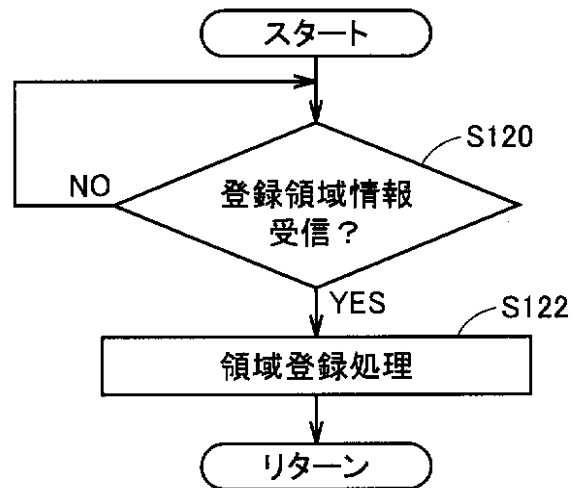 スタート
S120
NO
登録領域情報
受信？
YES
S122
領域登録処理
リターン